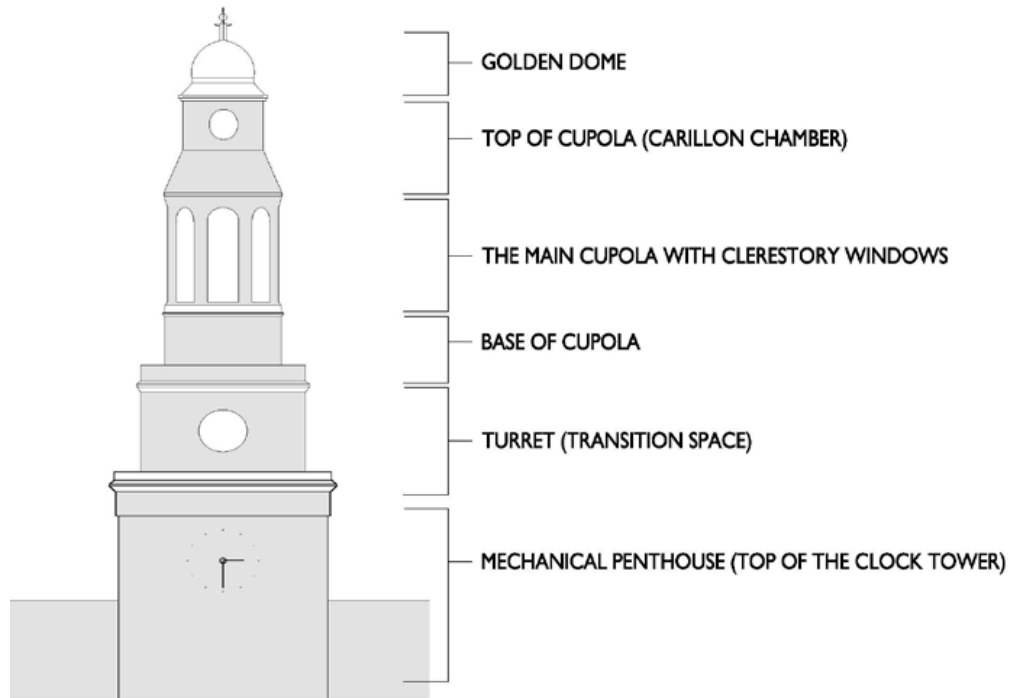 GOLDEN DOME
TOP OF CUPOLA (CARILLON CHAMBER)
THE MAIN CUPOLA WITH CLERESTORY WINDOWS
BASE OF CUPOLA
TURRET (TRANSITION SPACE)
MECHANICAL PENTHOUSE (TOP OF THE CLOCK TOWER)